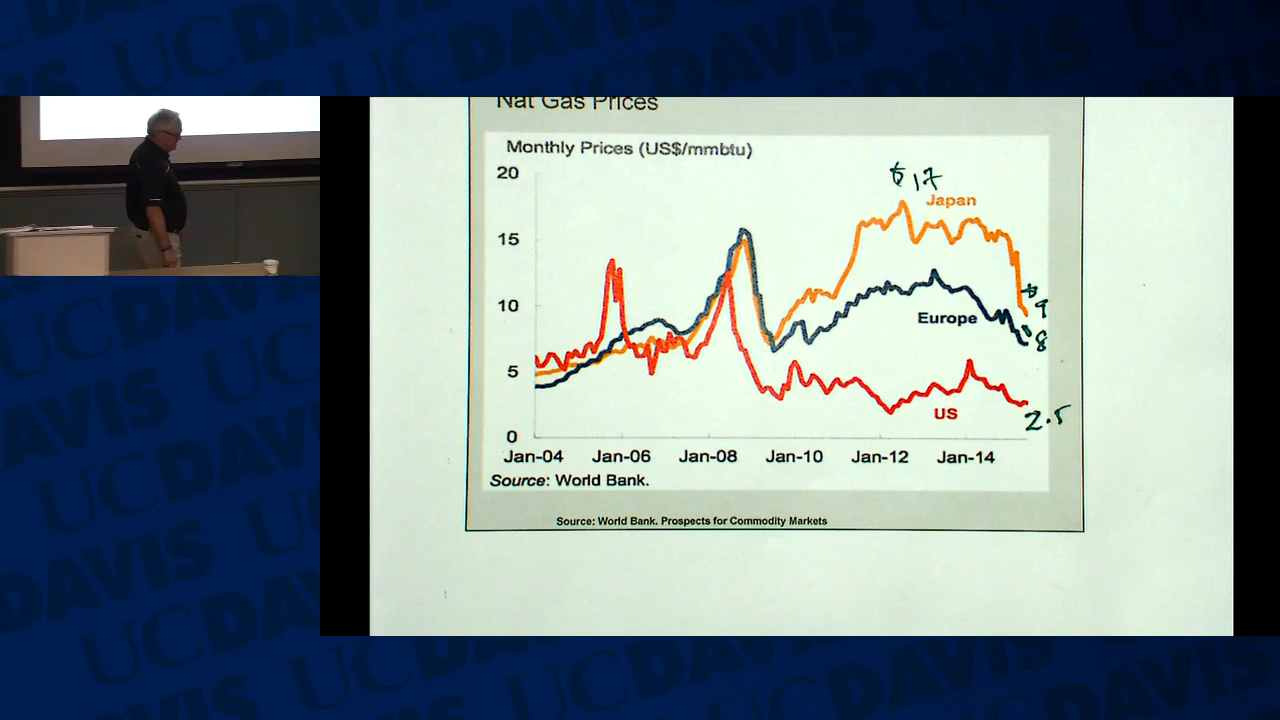 UCDAVIS
Nat Gas Prices
Monthly Prices (US$/mmbtu)
20
$17
Japan
15
10
$9
Europe
$8
5
US
2.5
0
Jan-04 Jan-06 Jan-08 Jan-10 Jan-12 Jan-14
Source: World Bank.
Source: World Bank. Prospects for Commodity Markets